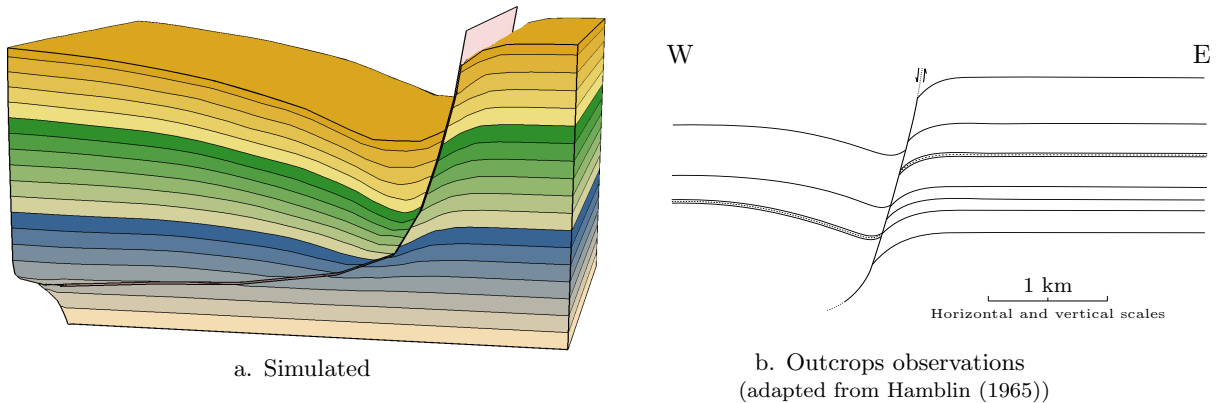 W
E
1 km
Horizontal and vertical scales
a. Simulated
b. Outcrops observations
(adapted from Hamblin (1965))